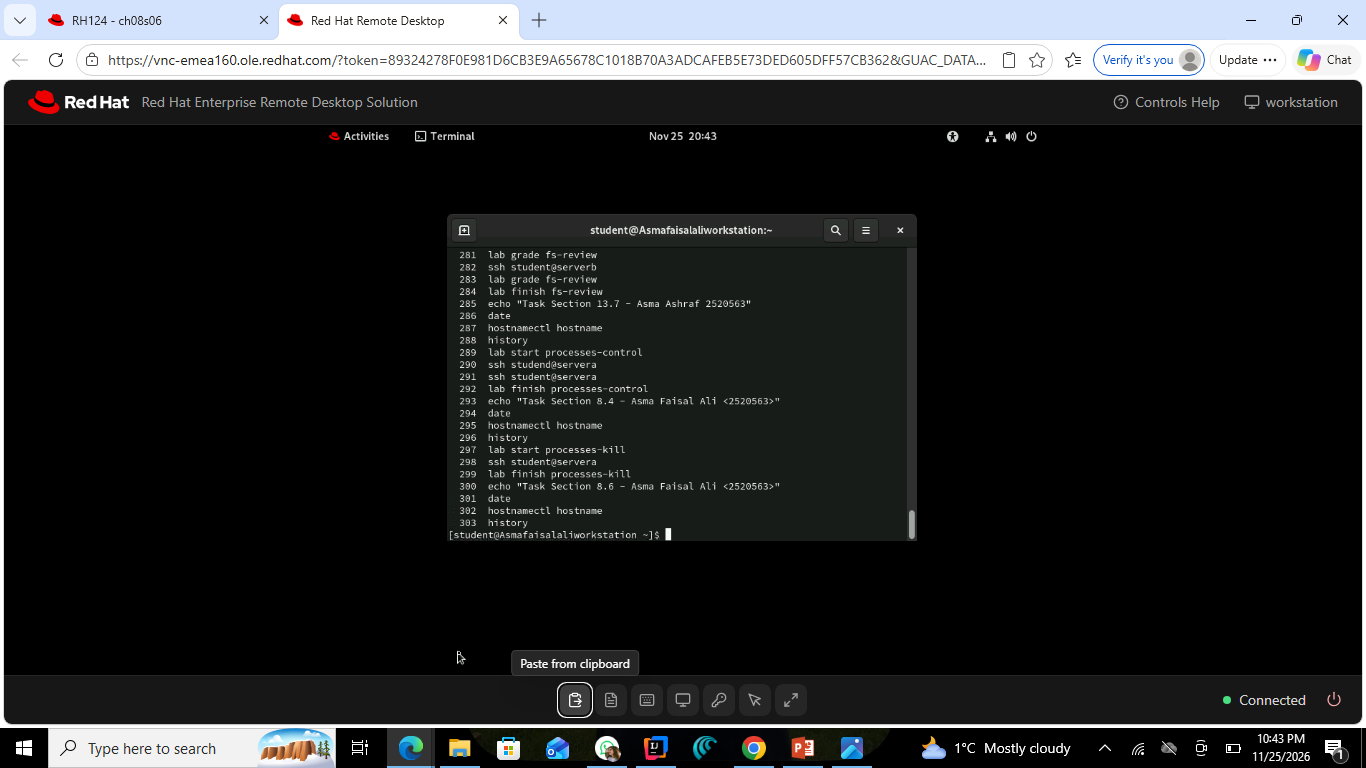 RH124 - ch08s06
Red Hat Remote Desktop
https://vnc-emea160.ole.redhat.com/?token=89324278F0E981D6CB3E9A65678C1018B70A3ADCAFEB5E73DED605DFF57CB362&GUAC_DATA...
Verify it's you
Update
Chat
Red Hat
Red Hat Enterprise Remote Desktop Solution
Controls Help
workstation
Activities
Terminal
Nov 25 20:43
student@Asmafaisalaliworkstation:~
281 lab grade fs-review
282 ssh student@serverb
283 lab grade fs-review
284 lab finish fs-review
285 echo "Task Section 13.7 - Asma Ashraf 2520563"
286 date
287 hostnamectl hostname
288 history
289 lab start processes-control
290 ssh studend@servera
291 ssh student@servera
292 lab finish processes-control
293 echo "Task Section 8.4 - Asma Faisal Ali <2520563>"
294 date
295 hostnamectl hostname
296 history
297 lab start processes-kill
298 ssh student@servera
299 lab finish processes-kill
300 echo "Task Section 8.6 - Asma Faisal Ali <2520563>"
301 date
302 hostnamectl hostname
303 history
[student@Asmafaisalaliworkstation ~]$
Paste from clipboard
Connected
Type here to search
1°C Mostly cloudy
10:43 PM
11/25/2026
1